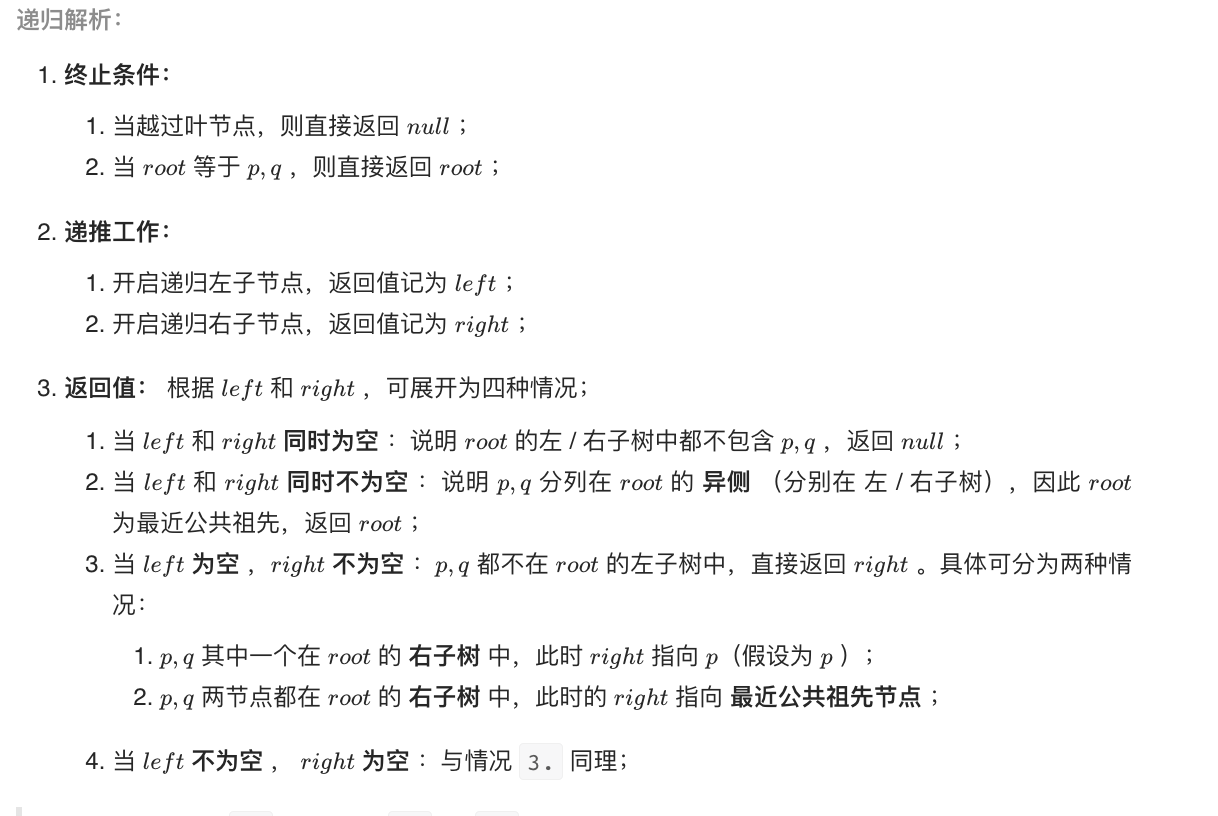 递归解析：
1. 终止条件：
1. 当越过叶节点，则直接返回 null ；
2. 当 root 等于 p, q ，则直接返回 root ；
2. 递推工作：
1. 开启递归左子节点，返回值记为 left ；
2. 开启递归右子节点，返回值记为 right ；
3. 返回值： 根据 left 和 right ，可展开为四种情况；
1. 当 left 和 right 同时为空 ：说明 root 的左 / 右子树中都不包含 p, q ，返回 null ；
2. 当 left 和 right 同时不为空 ：说明 p, q 分列在 root 的 异侧 （分别在 左 / 右子树），因此 root
为最近公共祖先，返回 root ；
3. 当 left 为空 ，right 不为空 ：p, q 都不在 root 的左子树中，直接返回 right 。具体可分为两种情
况：
1. p, q 其中一个在 root 的 右子树 中，此时 right 指向 p（假设为 p ）；
2. p, q 两节点都在 root 的 右子树 中，此时的 right 指向 最近公共祖先节点 ；
4. 当 left 不为空 ， right 为空 ：与情况 3. 同理；